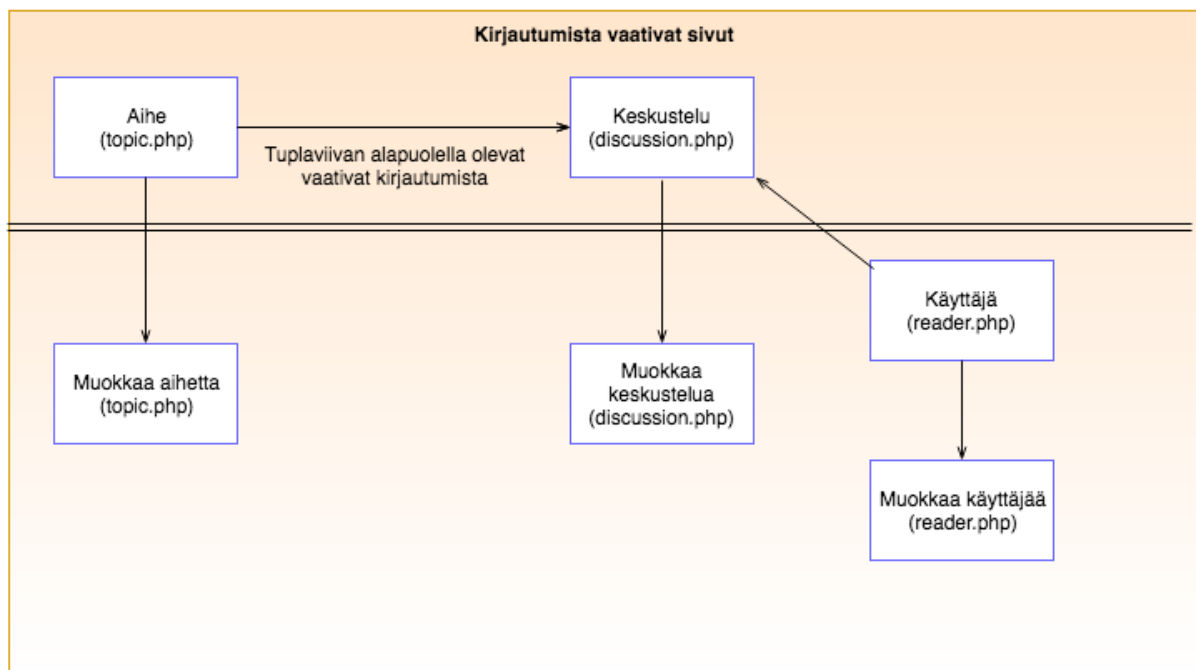 Kirjautumista vaativat sivut
Aihe
(topic.php)
Keskustelu
(discussion.php)
Tuplaviivan alapuolella olevat
vaativat kirjautumista
Käyttäjä
(reader.php)
Muokkaa aihetta
(topic.php)
Muokkaa
keskustelua
(discussion.php)
Muokkaa käyttäjää
(reader.php)